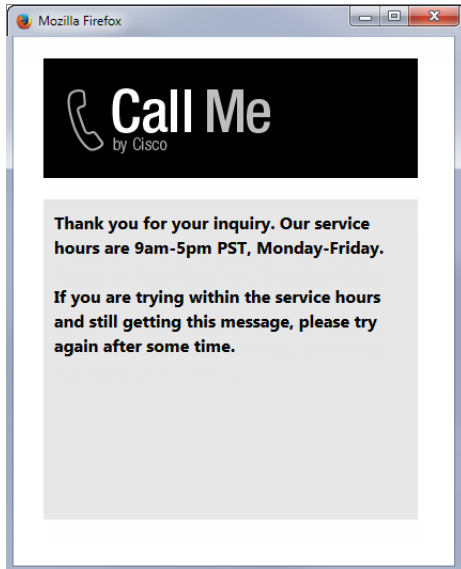 Mozilla Firefox
Call Me
by Cisco
Thank you for your inquiry. Our service
hours are 9am-5pm PST, Monday-Friday.
If you are trying within the service hours
and still getting this message, please try
again after some time.